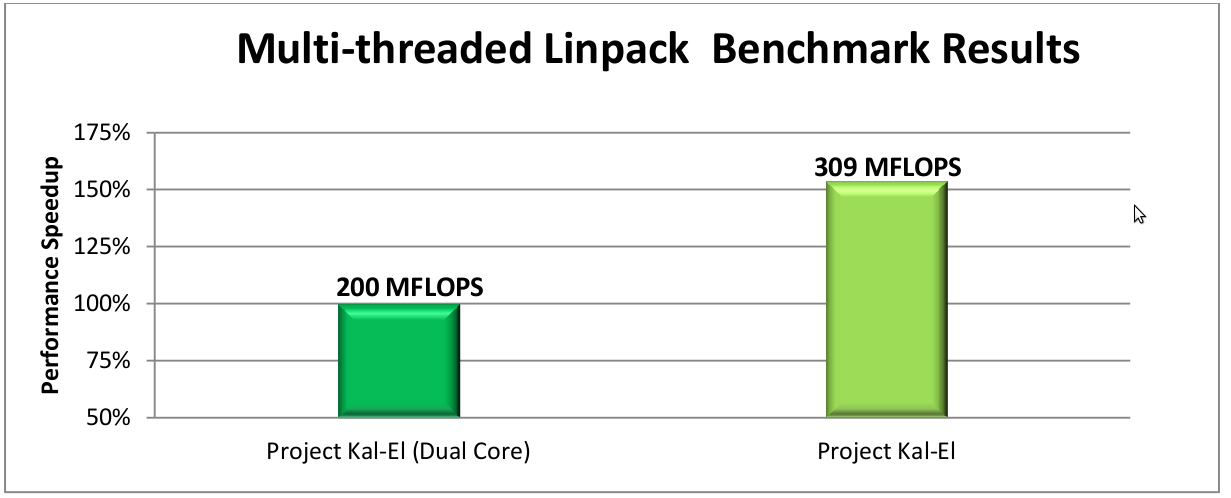 Multi-threaded Linpack Benchmark Results
Performance Speedup
175%
150%
125%
100%
75%
50%
200 MFLOPS
309 MFLOPS
Project Kal-El (Dual Core)
Project Kal-El